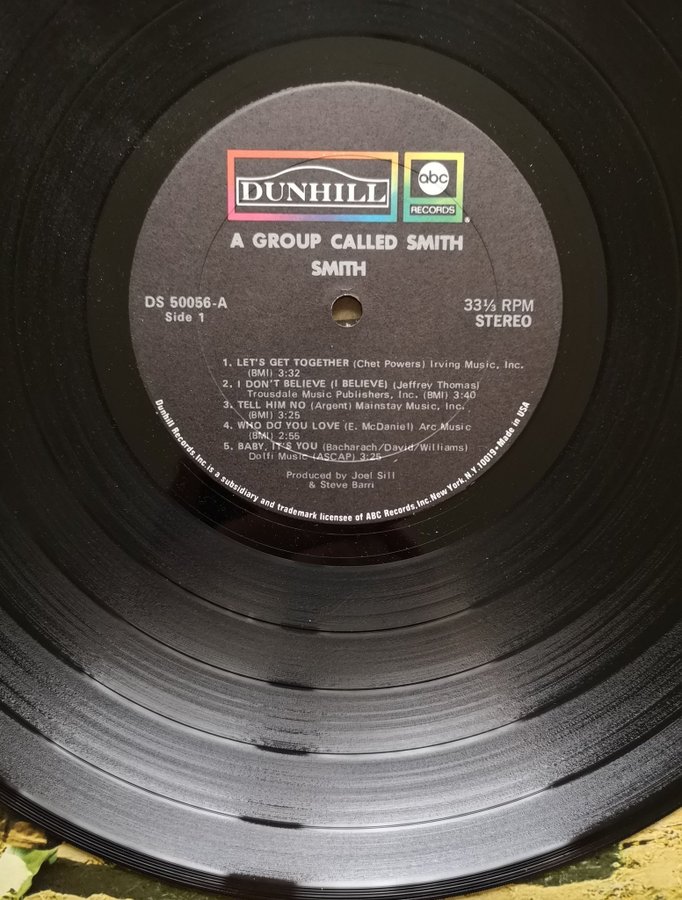 DUNHILL
abc
RECORDS
®
A GROUP CALLED SMITH
SMITH
DS 50056-A
Side 1
33⅓ RPM
STEREO
1. LET'S GET TOGETHER (Chet Powers) Irving Music, Inc.
(BMI) 3:32
2. I DON'T BELIEVE (I BELIEVE) (Jeffrey Thomas)
Trousdale Music Publishers, Inc. (BMI) 3:40
3. TELL HIM NO (Argent) Mainstay Music, Inc.
(BMI) 3:25
4. WHO DO YOU LOVE (E. McDaniel) Arc Music
(BMI) 2:55
5. BABY, IT'S YOU (Bacharach/David/Williams)
Dolfi Music (ASCAP) 3:25
Produced by Joel Sill
& Steve Barri
Dunhill Records, Inc. is a subsidiary and trademark licensee of ABC Records, Inc. New York, N.Y. 10019 • Made in USA